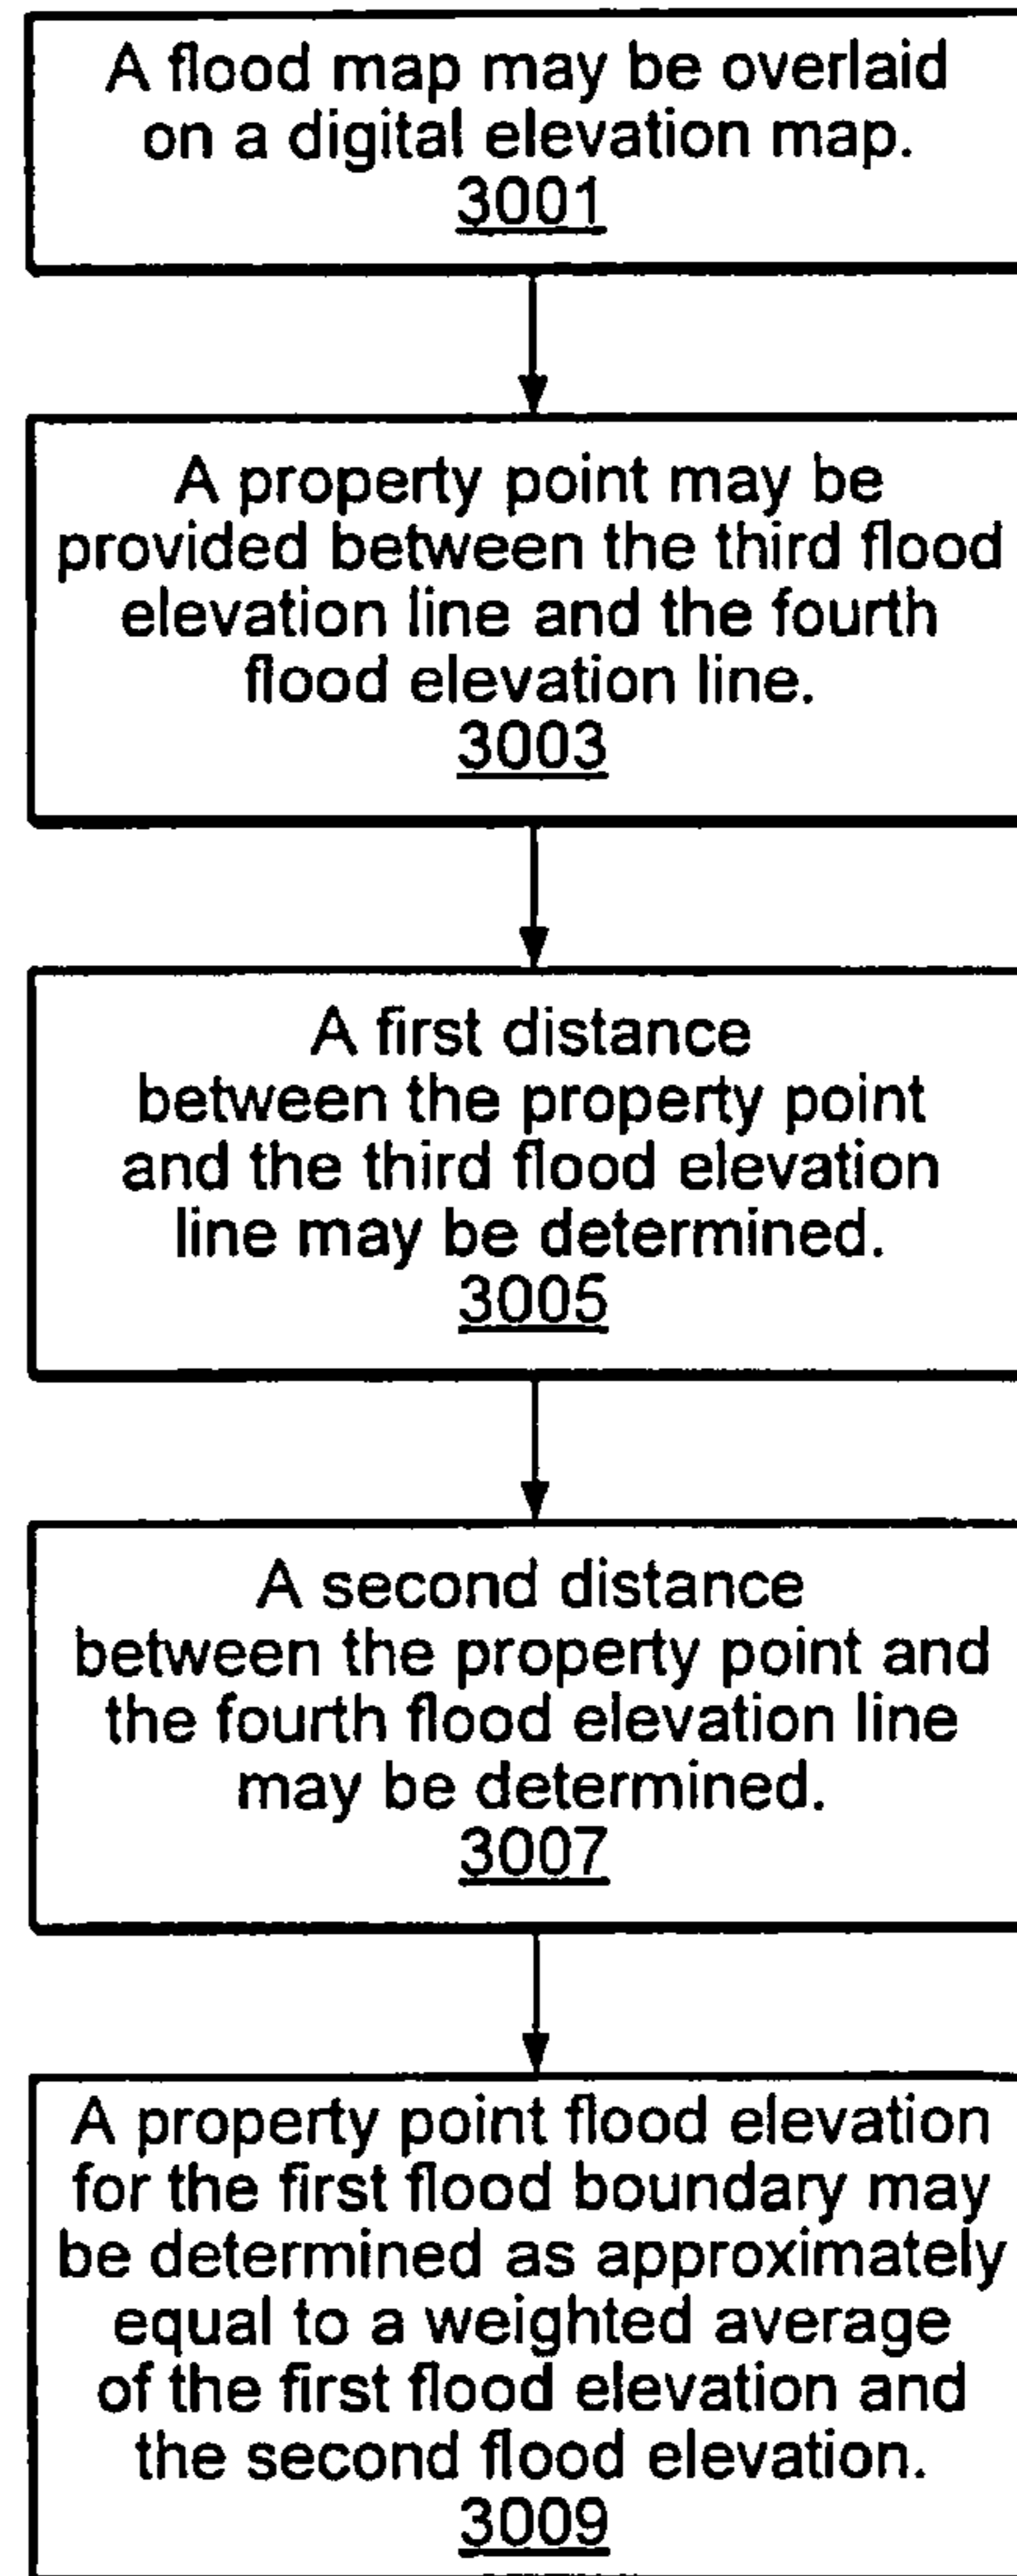 A flood map may be overlaid
on a digital elevation map.
3001
A property point may be
provided between the third flood
elevation line and the fourth
flood elevation line.
3003
A first distance
between the property point
and the third flood elevation
line may be determined.
3005
A second distance
between the property point and
the fourth flood elevation line
may be determined.
3007
A property point flood elevation
for the first flood boundary may
be determined as approximately
equal to a weighted average
of the first flood elevation and
the second flood elevation.
3009